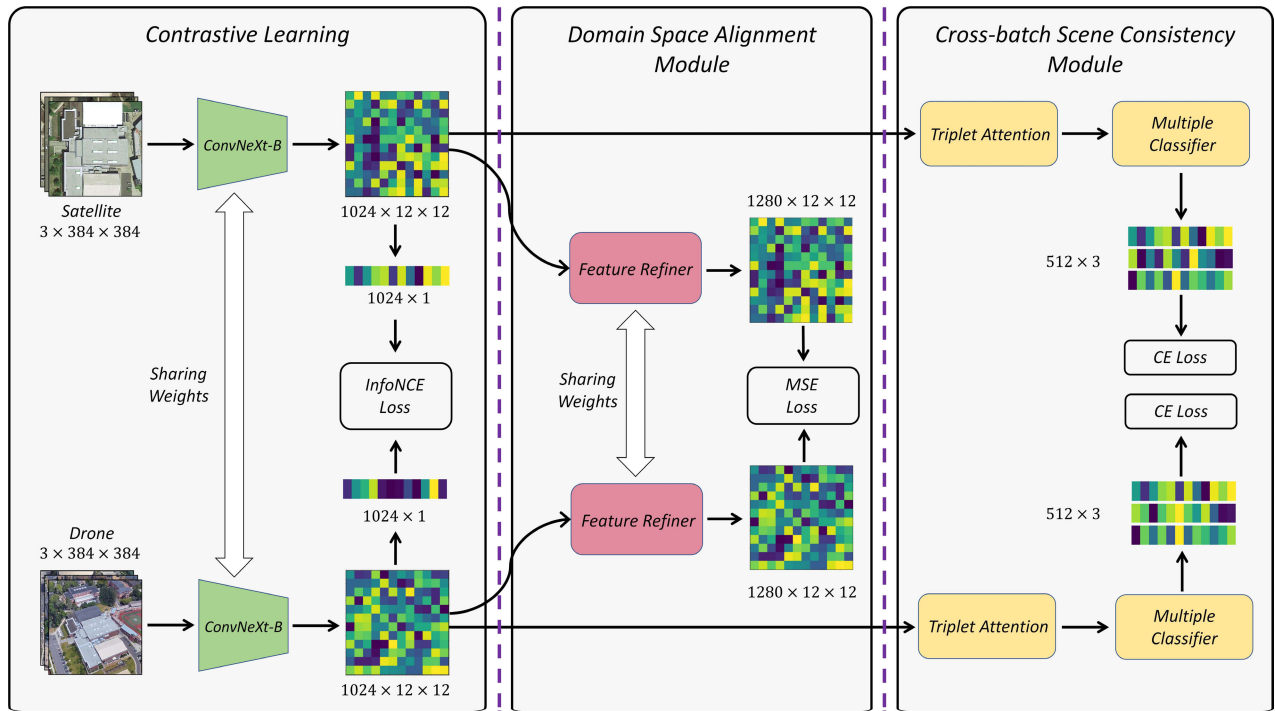 Contrastive Learning
ConvNeXt-B
Satellite
3 × 384 × 384
1024 × 12 × 12
1024 × 1
Sharing
Weights
InfoNCE
Loss
1024 × 1
Drone
3 × 384 × 384
ConvNeXt-B
1024 × 12 × 12
Domain Space Alignment
Module
1280 × 12 × 12
Feature Refiner
Sharing
Weights
MSE
Loss
Feature Refiner
1280 × 12 × 12
Cross-batch Scene Consistency
Module
Triplet Attention
Multiple
Classifier
512 × 3
CE Loss
CE Loss
512 × 3
Triplet Attention
Multiple
Classifier